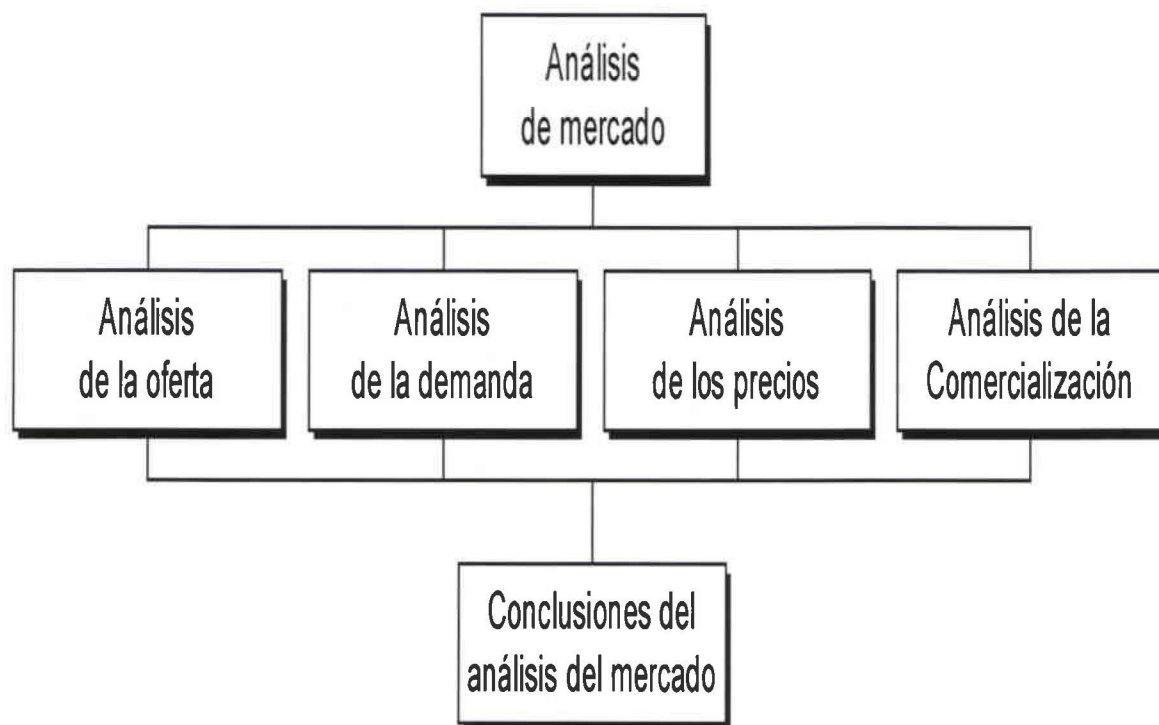 Análisis
de mercado
Análisis
de la oferta
Análisis
de la demanda
Análisis
de los precios
Análisis de la
Comercialización
Conclusiones del
análisis del mercado